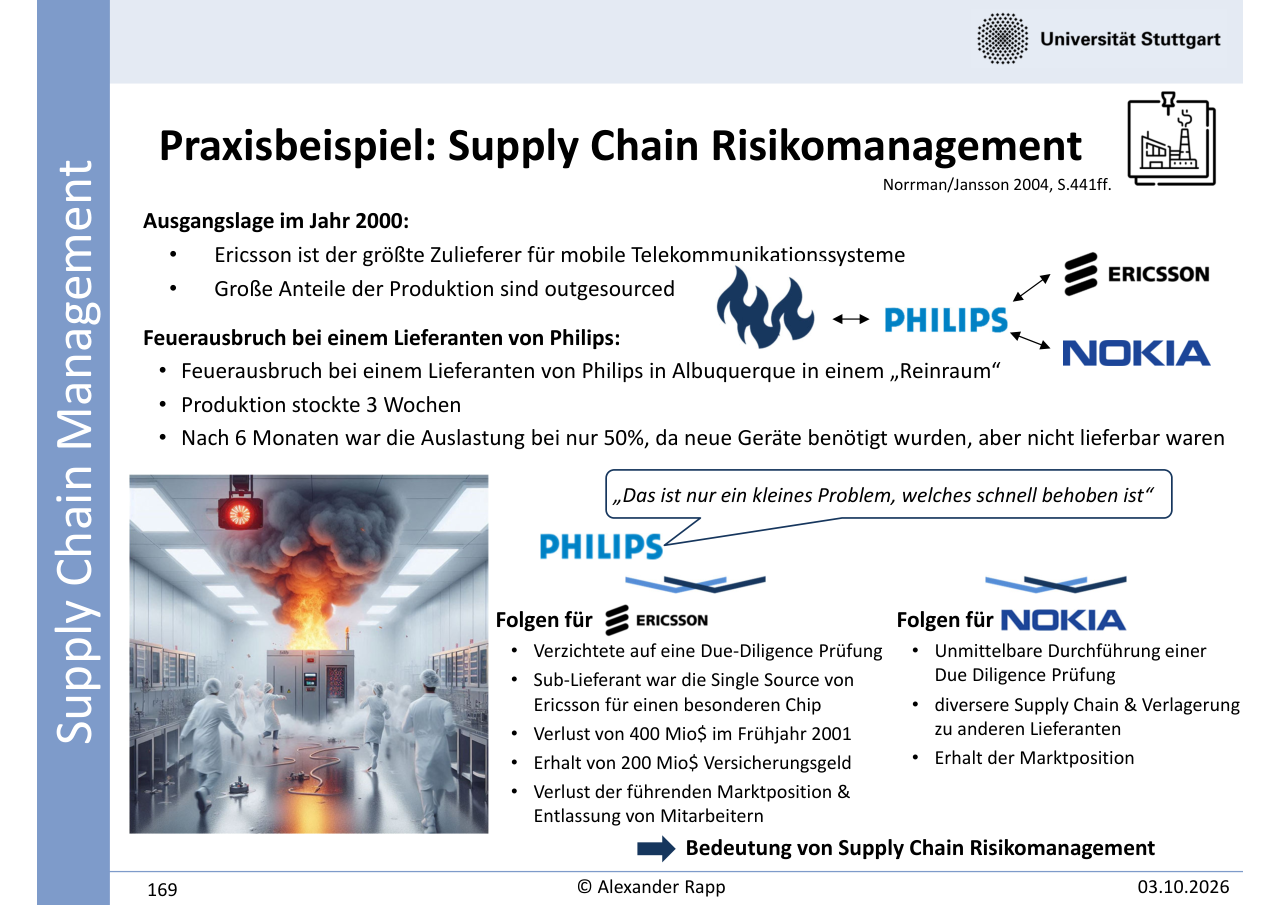 Universität Stuttgart
Supply Chain Management
Praxisbeispiel: Supply Chain Risikomanagement
Norrman/Jansson 2004, S.441ff.
Ausgangslage im Jahr 2000:
• Ericsson ist der größte Zulieferer für mobile Telekommunikationssysteme
• Große Anteile der Produktion sind outgesourced
ERICSSON
PHILIPS
NOKIA
Feuerausbruch bei einem Lieferanten von Philips:
• Feuerausbruch bei einem Lieferanten von Philips in Albuquerque in einem „Reinraum“
• Produktion stockte 3 Wochen
• Nach 6 Monaten war die Auslastung bei nur 50%, da neue Geräte benötigt wurden, aber nicht lieferbar waren
„Das ist nur ein kleines Problem, welches schnell behoben ist“
PHILIPS
Folgen für ERICSSON
• Verzichtete auf eine Due-Diligence Prüfung
• Sub-Lieferant war die Single Source von
Ericsson für einen besonderen Chip
• Verlust von 400 Mio$ im Frühjahr 2001
• Erhalt von 200 Mio$ Versicherungsgeld
• Verlust der führenden Marktposition &
Entlassung von Mitarbeitern
Folgen für NOKIA
• Unmittelbare Durchführung einer
Due Diligence Prüfung
• diversere Supply Chain & Verlagerung
zu anderen Lieferanten
• Erhalt der Marktposition
Bedeutung von Supply Chain Risikomanagement
169
© Alexander Rapp
03.10.2026